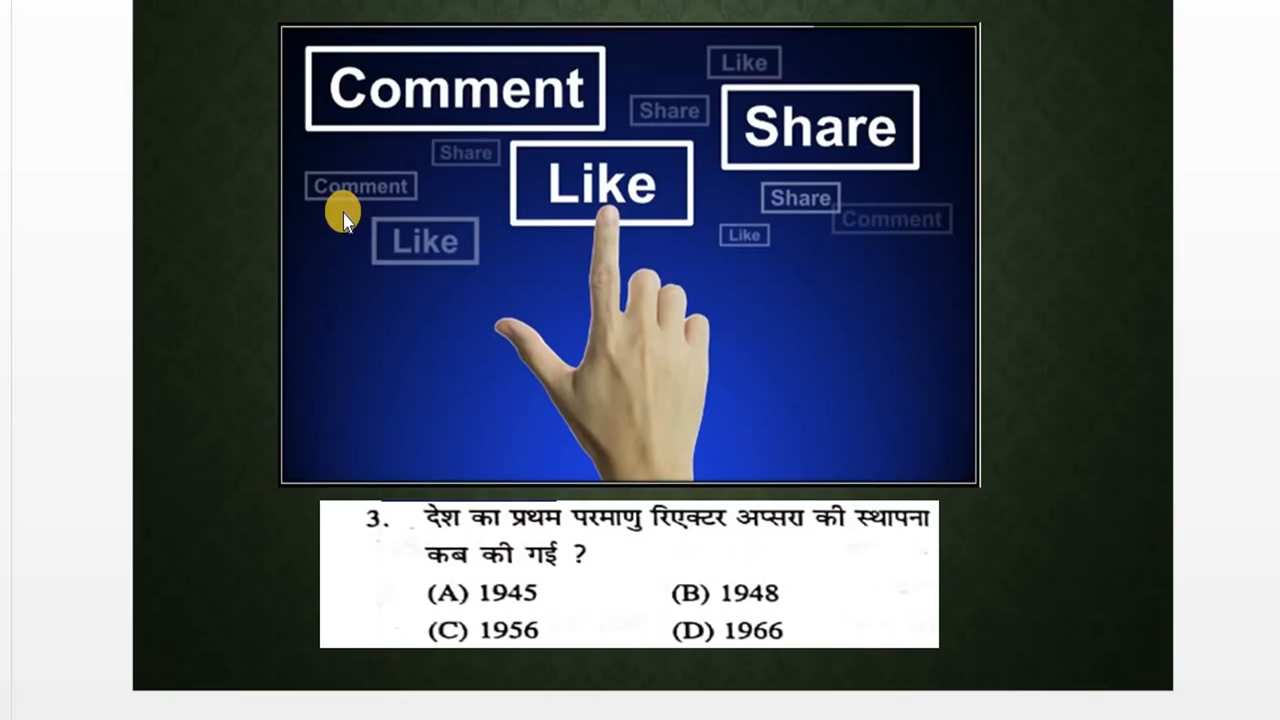 Comment
Like
Share
Share
Share
Like
Comment
Share
Comment
Like
Like
3. देश का प्रथम परमाणु रिएक्टर अप्सरा की स्थापना
कब की गई ?
(A) 1945 (B) 1948
(C) 1956 (D) 1966